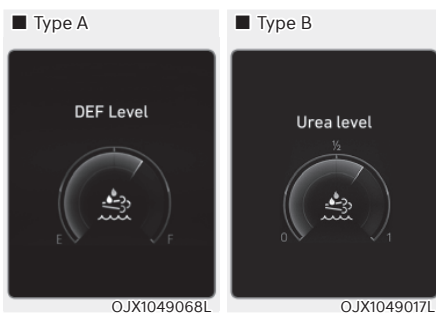 ■ Type A
■ Type B
DEF Level
E
F
OJX1049068L
Urea level
½
0
1
OJX1049017L